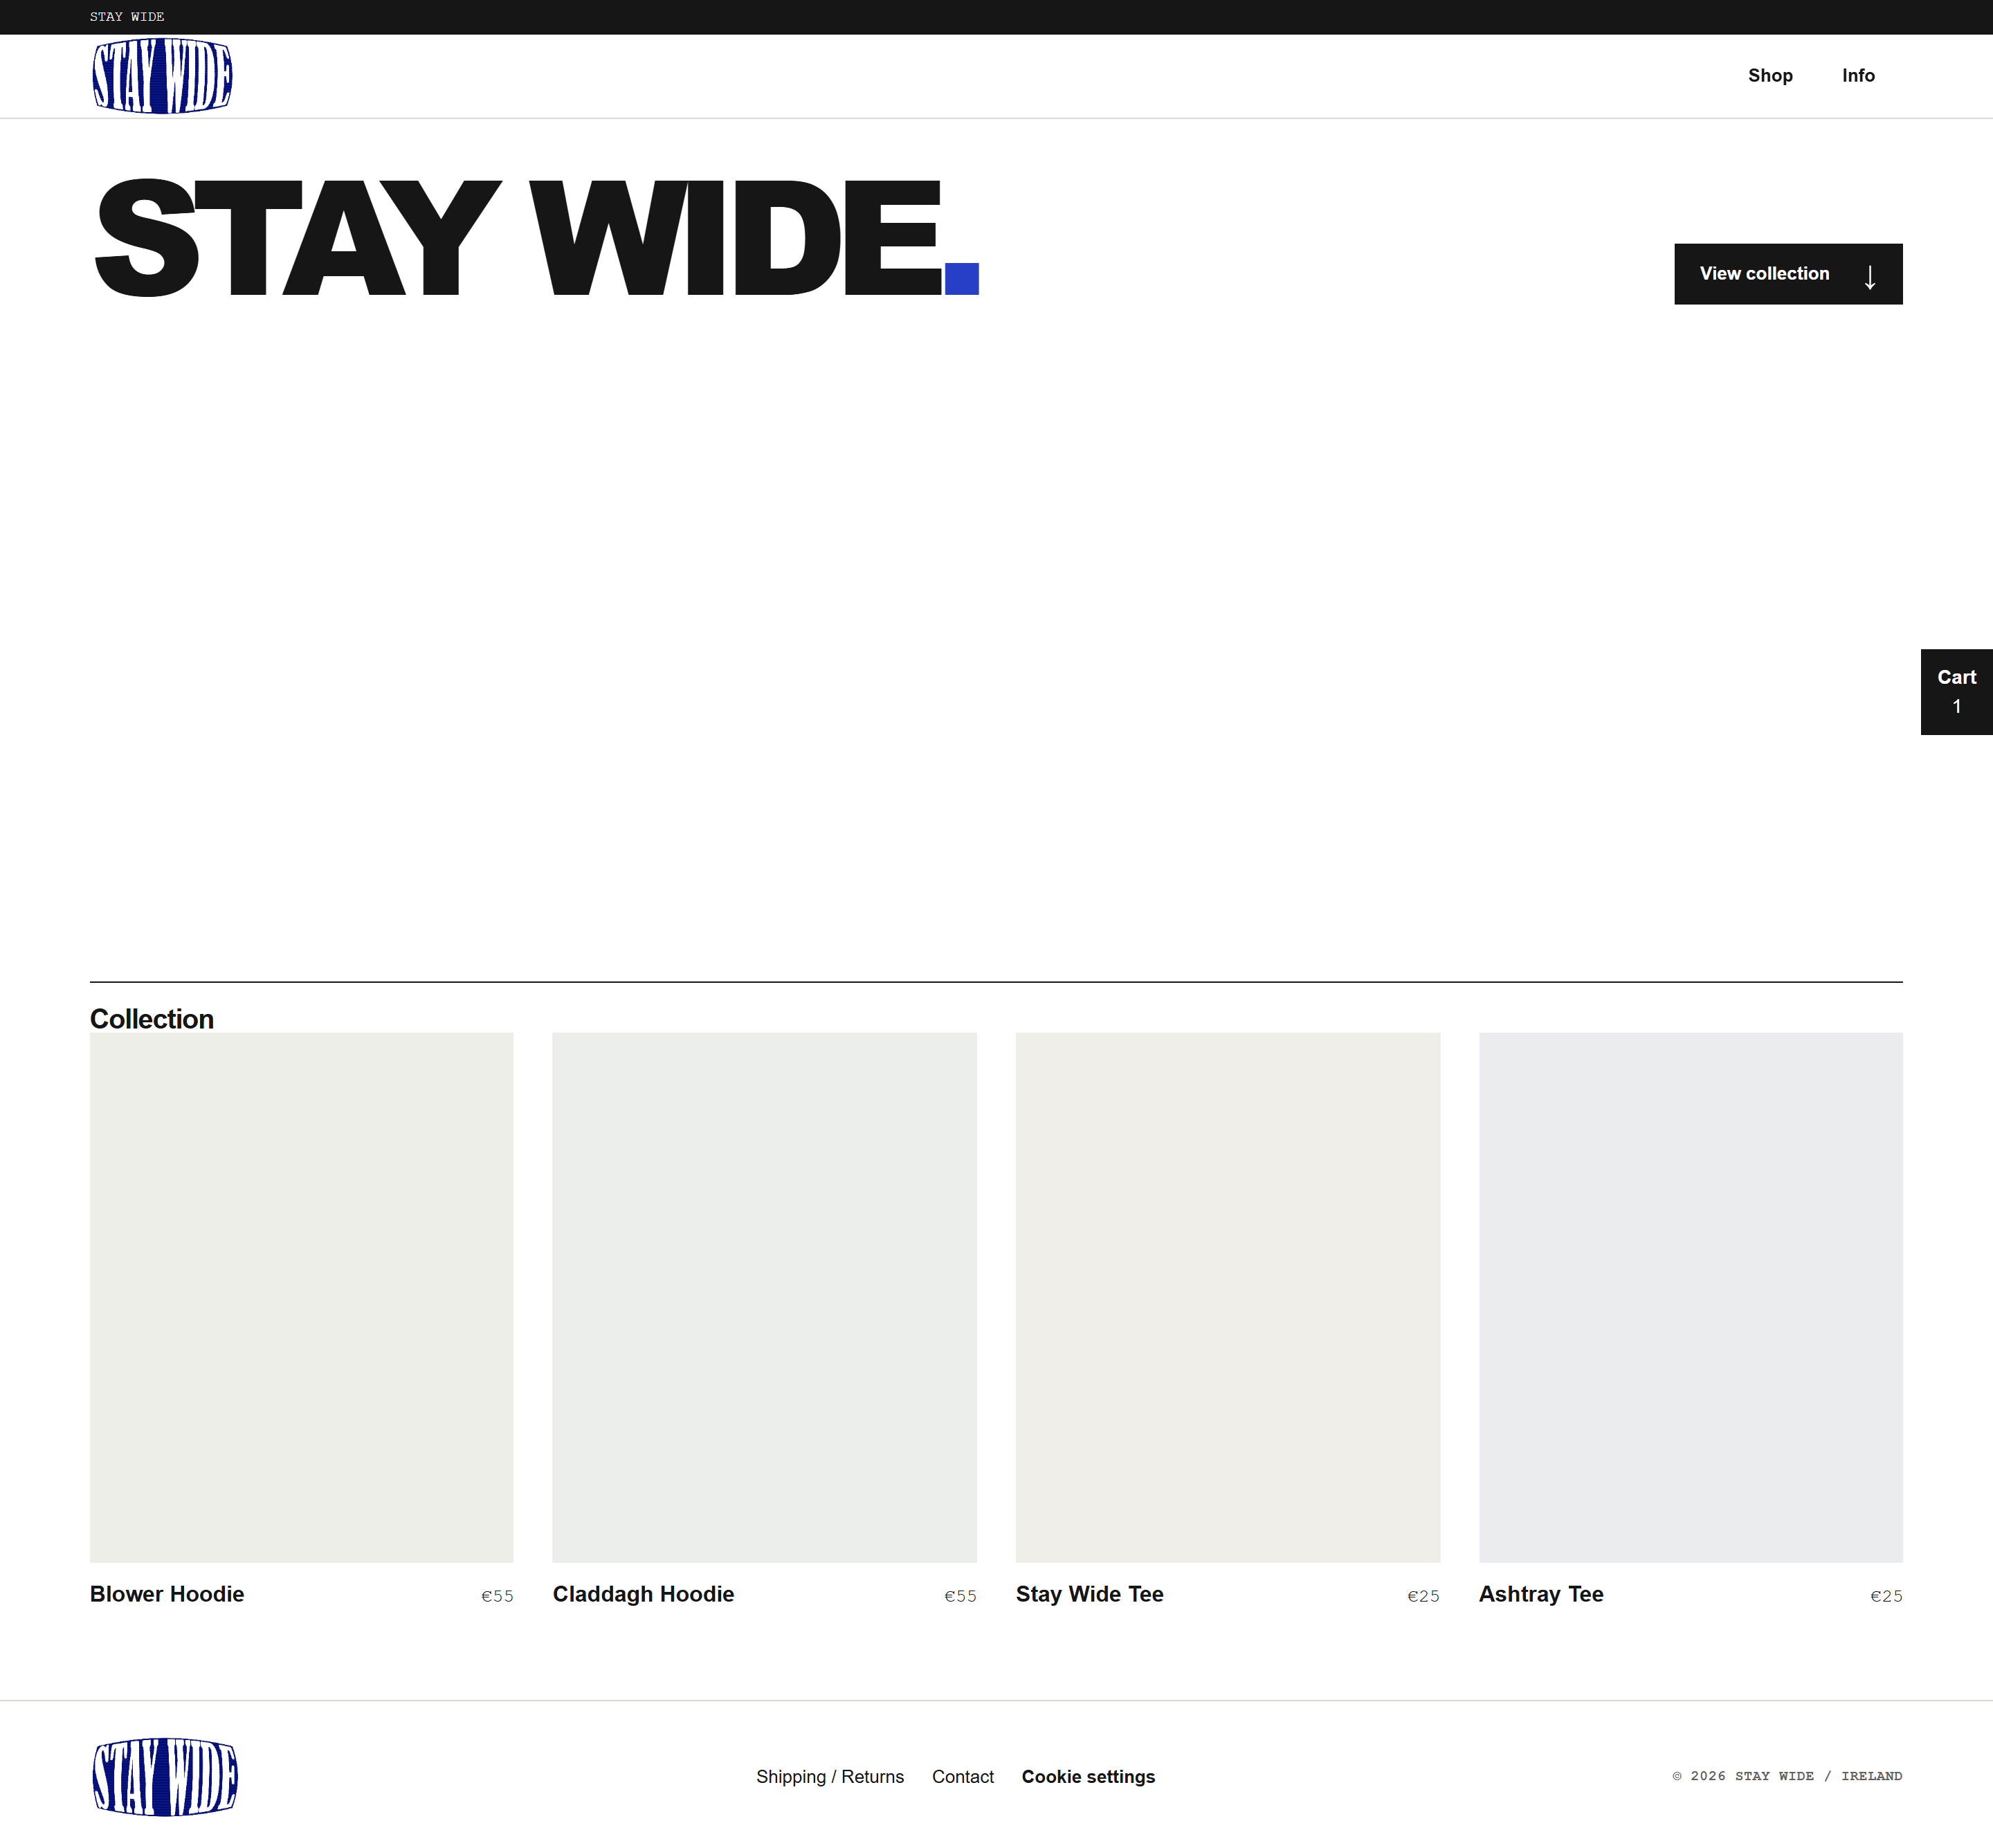 STAY WIDE
STAY WIDE
Shop Info
STAY WIDE.
View collection ↓
Cart
1
Collection
Blower Hoodie €55 Claddagh Hoodie €55 Stay Wide Tee €25 Ashtray Tee €25
STAY WIDE
Shipping / Returns Contact Cookie settings
© 2026 STAY WIDE / IRELAND